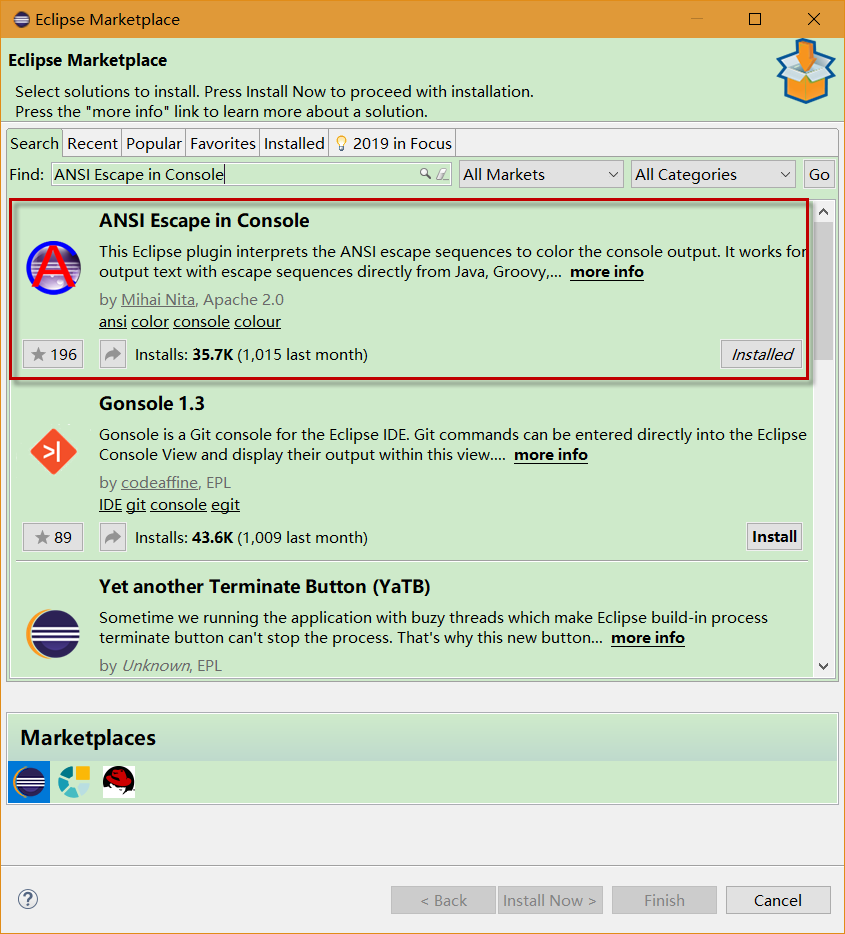 Eclipse Marketplace
Eclipse Marketplace
Select solutions to install. Press Install Now to proceed with installation.
Press the "more info" link to learn more about a solution.
Search Recent Popular Favorites Installed 2019 in Focus
Find: ANSI Escape in Console All Markets All Categories Go
ANSI Escape in Console
This Eclipse plugin interprets the ANSI escape sequences to color the console output. It works for
output text with escape sequences directly from Java, Groovy,... more info
by Mihai Nita, Apache 2.0
ansi color console colour
196 Installs: 35.7K (1,015 last month) Installed
Gonsole 1.3
Gonsole is a Git console for the Eclipse IDE. Git commands can be entered directly into the Eclipse
Console View and display their output within this view.... more info
by codeaffine, EPL
IDE git console egit
89 Installs: 43.6K (1,009 last month) Install
Yet another Terminate Button (YaTB)
Sometime we running the application with buzy threads which make Eclipse build-in process
terminate button can't stop the process. That's why this new button... more info
by Unknown, EPL
Marketplaces
< Back Install Now > Finish Cancel